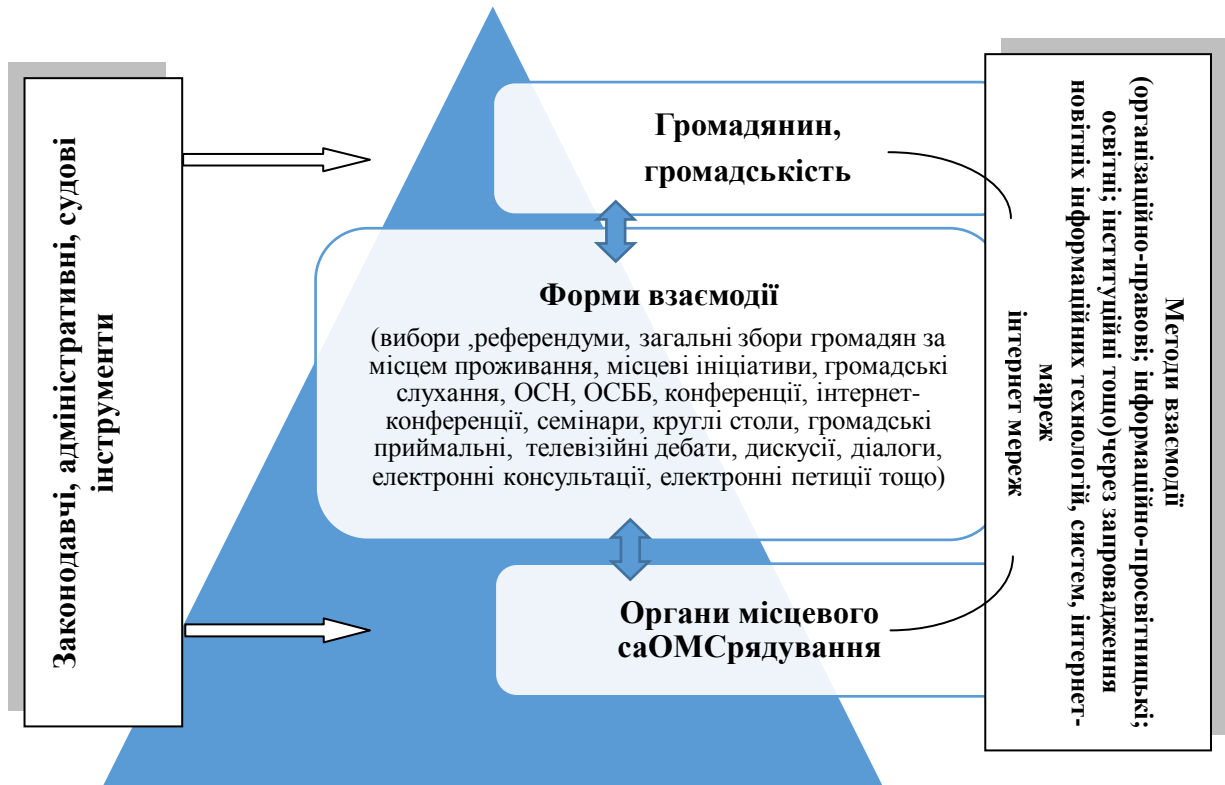 Законодавчі, адміністративні, судові
інструменти
Громадянин,
громадськість
Форми взаємодії
(вибори ,референдуми, загальні збори громадян за
місцем проживання, місцеві ініціативи, громадські
слухання, ОСН, ОСББ, конференції, інтернет-
конференції, семінари, круглі столи, громадські
приймальні, телевізійні дебати, дискусії, діалоги,
електронні консультації, електронні петиції тощо)
Органи місцевого
саОМСрядування
Методи взаємодії
(організаційно-правові; інформаційно-просвітницькі;
освітні; інституційні тощо)через запровадження
новітніх інформаційних технологій, систем, інтернет-
мареж
інтернет мереж